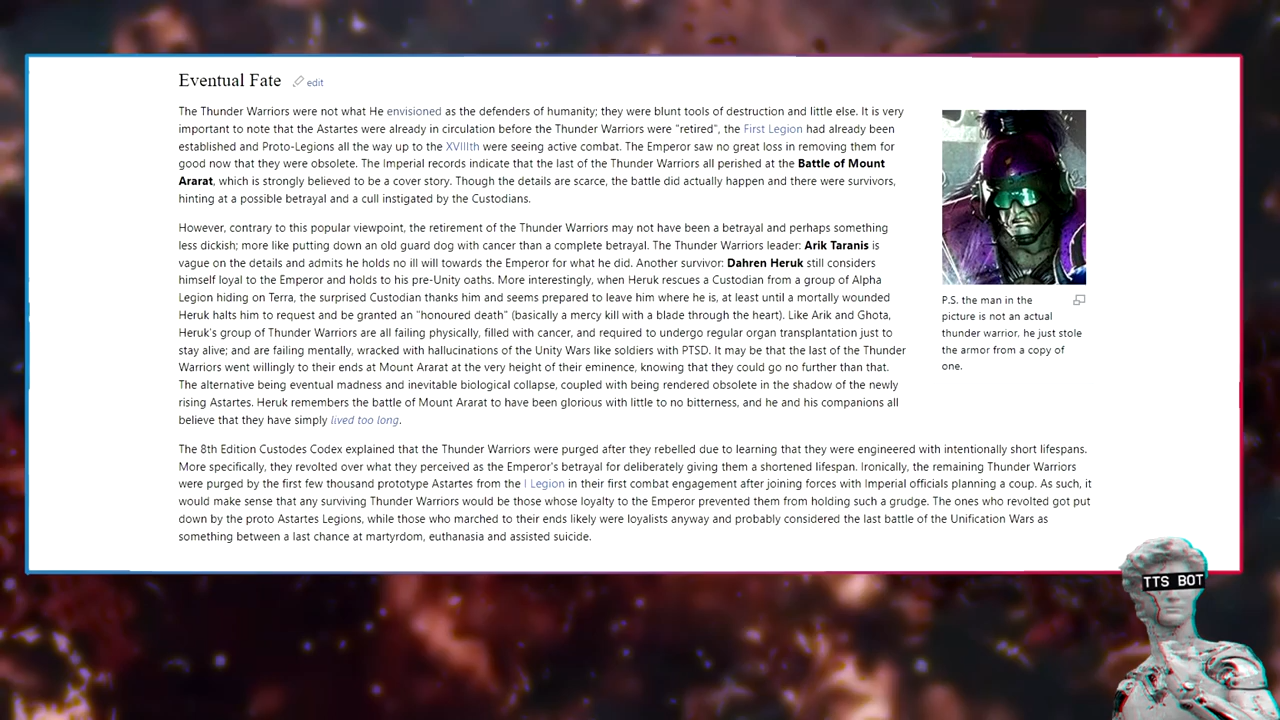 Eventual Fate edit
The Thunder Warriors were not what He envisioned as the defenders of humanity; they were blunt tools of destruction and little else. It is very
important to note that the Astartes were already in circulation before the Thunder Warriors were "retired", the First Legion had already been
established and Proto-Legions all the way up to the XVIIIth were seeing active combat. The Emperor saw no great loss in removing them for
good now that they were obsolete. The Imperial records indicate that the last of the Thunder Warriors all perished at the Battle of Mount
Ararat, which is strongly believed to be a cover story. Though the details are scarce, the battle did actually happen and there were survivors,
hinting at a possible betrayal and a cull instigated by the Custodians.
However, contrary to this popular viewpoint, the retirement of the Thunder Warriors may not have been a betrayal and perhaps something
less dickish; more like putting down an old guard dog with cancer than a complete betrayal. The Thunder Warriors leader: Arik Taranis is
vague on the details and admits he holds no ill will towards the Emperor for what he did. Another survivor: Dahren Heruk still considers
himself loyal to the Emperor and holds to his pre-Unity oaths. More interestingly, when Heruk rescues a Custodian from a group of Alpha
Legion hiding on Terra, the surprised Custodian thanks him and seems prepared to leave him where he is, at least until a mortally wounded
Heruk halts him to request and be granted an "honoured death" (basically a mercy kill with a blade through the heart). Like Arik and Ghota,
Heruk's group of Thunder Warriors are all failing physically, filled with cancer, and required to undergo regular organ transplantation just to
stay alive; and are failing mentally, wracked with hallucinations of the Unity Wars like soldiers with PTSD. It may be that the last of the Thunder
Warriors went willingly to their ends at Mount Ararat at the very height of their eminence, knowing that they could go no further than that.
The alternative being eventual madness and inevitable biological collapse, coupled with being rendered obsolete in the shadow of the newly
rising Astartes. Heruk remembers the battle of Mount Ararat to have been glorious with little to no bitterness, and he and his companions all
believe that they have simply lived too long.
The 8th Edition Custodes Codex explained that the Thunder Warriors were purged after they rebelled due to learning that they were engineered with intentionally short lifespans.
More specifically, they revolted over what they perceived as the Emperor's betrayal for deliberately giving them a shortened lifespan. Ironically, the remaining Thunder Warriors
were purged by the first few thousand prototype Astartes from the I Legion in their first combat engagement after joining forces with Imperial officials planning a coup. As such, it
would make sense that any surviving Thunder Warriors would be those whose loyalty to the Emperor prevented them from holding such a grudge. The ones who revolted got put
down by the proto Astartes Legions, while those who marched to their ends likely were loyalists anyway and probably considered the last battle of the Unification Wars as
something between a last chance at martyrdom, euthanasia and assisted suicide.
P.S. the man in the
picture is not an actual
thunder warrior, he just stole
the armor from a copy of
one.
TTS BOT